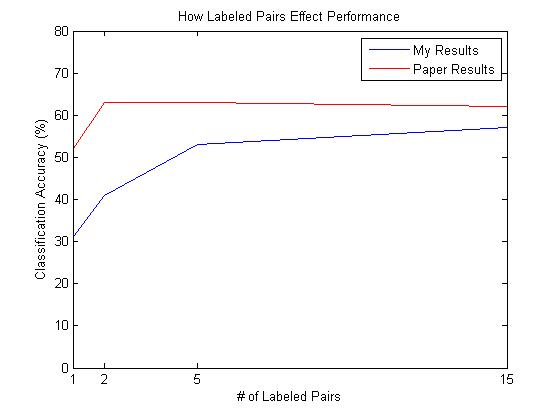 How Labeled Pairs Effect Performance
My Results
Paper Results
Classification Accuracy (%)
80
70
60
50
40
30
20
10
0
1 2 5 15
# of Labeled Pairs